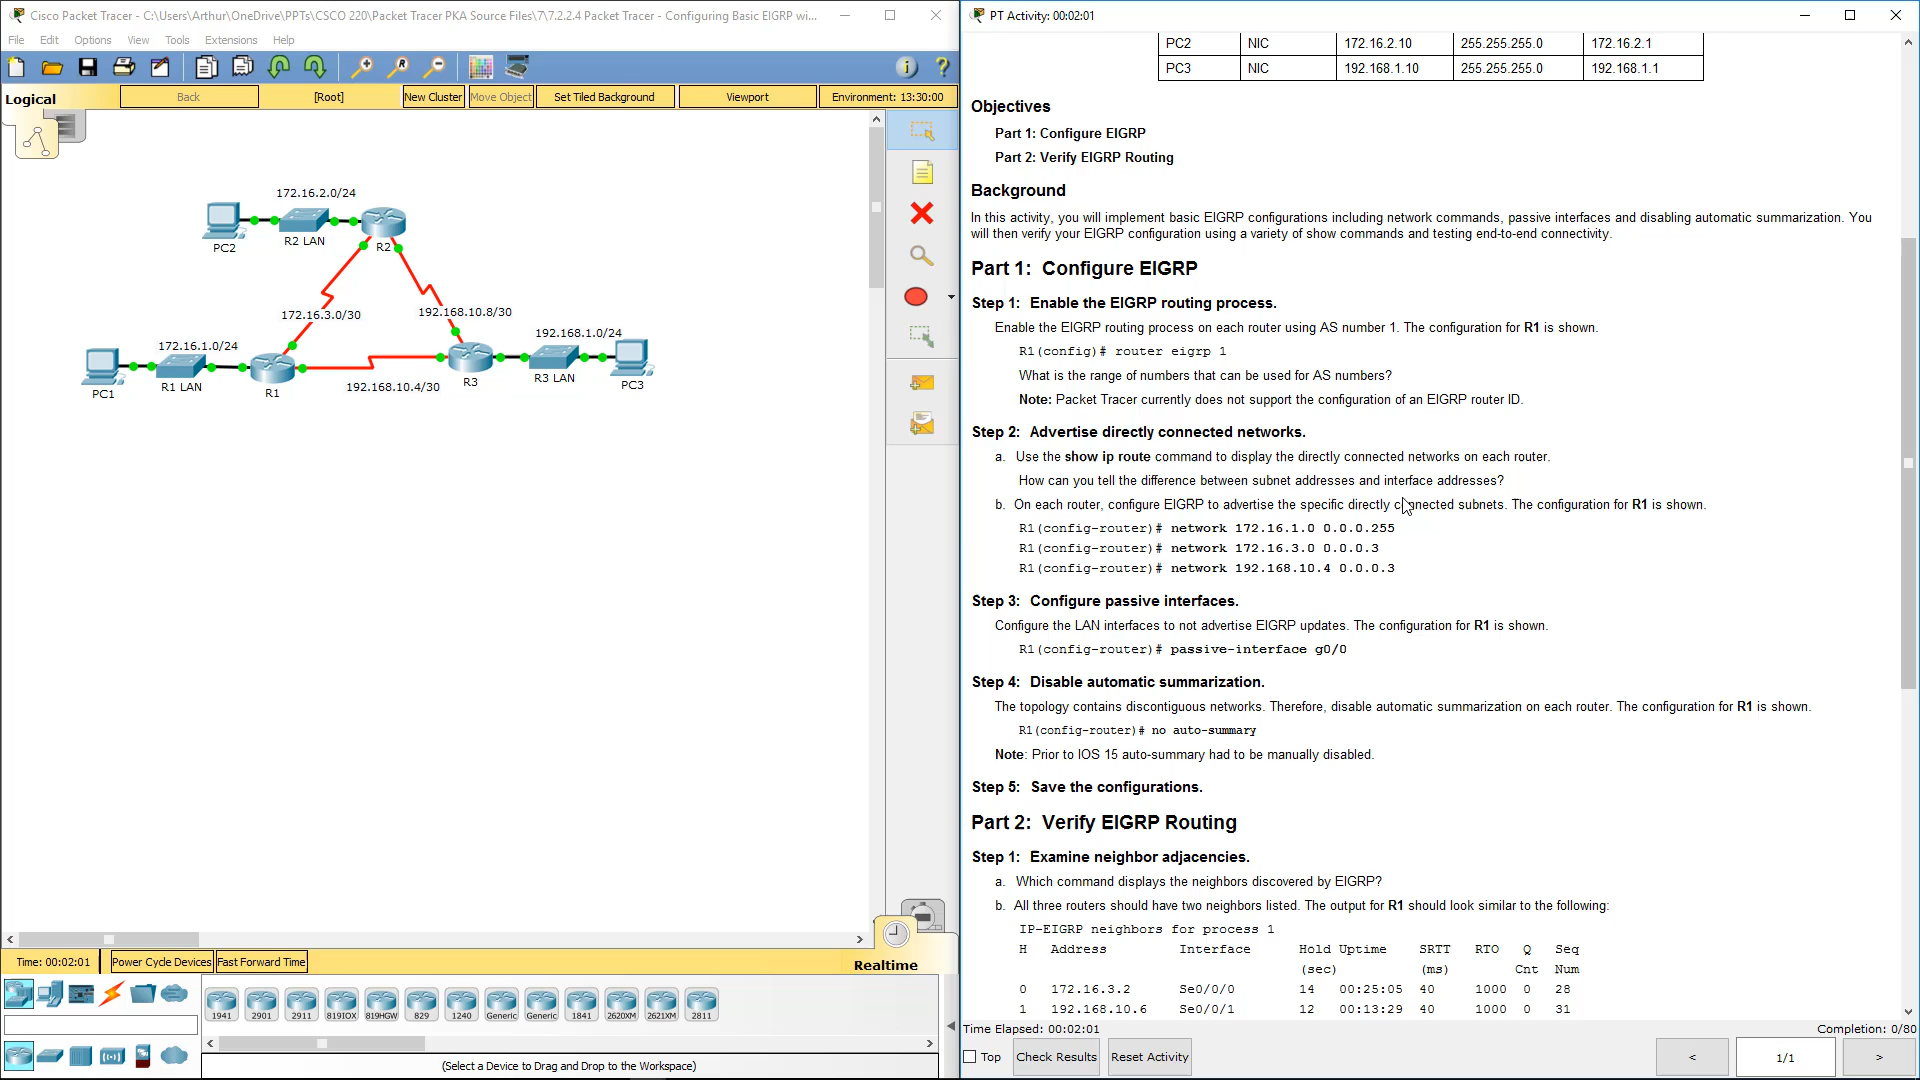 Cisco Packet Tracer - C:\Users\Arthur\OneDrive\PPTs\CSCO 220\Packet Tracer PKA Source Files\7\7.2.2.4 Packet Tracer - Configuring Basic EIGRP wi...
File Edit Options View Tools Extensions Help
Logical
Back
[Root]
New Cluster
Move Object
Set Tiled Background
Viewport
Environment: 13:30:00
172.16.2.0/24
PC2
R2 LAN
R2
172.16.3.0/30
192.168.10.8/30
192.168.1.0/24
172.16.1.0/24
PC1
R1 LAN
R1
192.168.10.4/30
R3
R3 LAN
PC3
Time: 00:02:01
Power Cycle Devices
Fast Forward Time
Realtime
1941
2901
2911
819IOX
819HGW
829
1240
Generic
Generic
1841
2620XM
2621XM
2811
(Select a Device to Drag and Drop to the Workspace)
PT Activity: 00:02:01
PC2 NIC 172.16.2.10 255.255.255.0 172.16.2.1
PC3 NIC 192.168.1.10 255.255.255.0 192.168.1.1
Objectives
Part 1: Configure EIGRP
Part 2: Verify EIGRP Routing
Background
In this activity, you will implement basic EIGRP configurations including network commands, passive interfaces and disabling automatic summarization. You
will then verify your EIGRP configuration using a variety of show commands and testing end-to-end connectivity.
Part 1: Configure EIGRP
Step 1: Enable the EIGRP routing process.
Enable the EIGRP routing process on each router using AS number 1. The configuration for R1 is shown.
R1(config)# router eigrp 1
What is the range of numbers that can be used for AS numbers?
Note: Packet Tracer currently does not support the configuration of an EIGRP router ID.
Step 2: Advertise directly connected networks.
a. Use the show ip route command to display the directly connected networks on each router.
How can you tell the difference between subnet addresses and interface addresses?
b. On each router, configure EIGRP to advertise the specific directly connected subnets. The configuration for R1 is shown.
R1(config-router)# network 172.16.1.0 0.0.0.255
R1(config-router)# network 172.16.3.0 0.0.0.3
R1(config-router)# network 192.168.10.4 0.0.0.3
Step 3: Configure passive interfaces.
Configure the LAN interfaces to not advertise EIGRP updates. The configuration for R1 is shown.
R1(config-router)# passive-interface g0/0
Step 4: Disable automatic summarization.
The topology contains discontiguous networks. Therefore, disable automatic summarization on each router. The configuration for R1 is shown.
R1(config-router)# no auto-summary
Note: Prior to IOS 15 auto-summary had to be manually disabled.
Step 5: Save the configurations.
Part 2: Verify EIGRP Routing
Step 1: Examine neighbor adjacencies.
a. Which command displays the neighbors discovered by EIGRP?
b. All three routers should have two neighbors listed. The output for R1 should look similar to the following:
IP-EIGRP neighbors for process 1
H Address Interface Hold Uptime SRTT RTO Q Seq
(sec) (ms) Cnt Num
0 172.16.3.2 Se0/0/0 14 00:25:05 40 1000 0 28
1 192.168.10.6 Se0/0/1 12 00:13:29 40 1000 0 31
Time Elapsed: 00:02:01
Completion: 0/80
Top
Check Results
Reset Activity
<
1/1
>